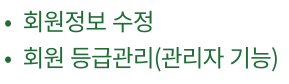 • 회원정보 수정
• 회원 등급관리(관리자 기능)